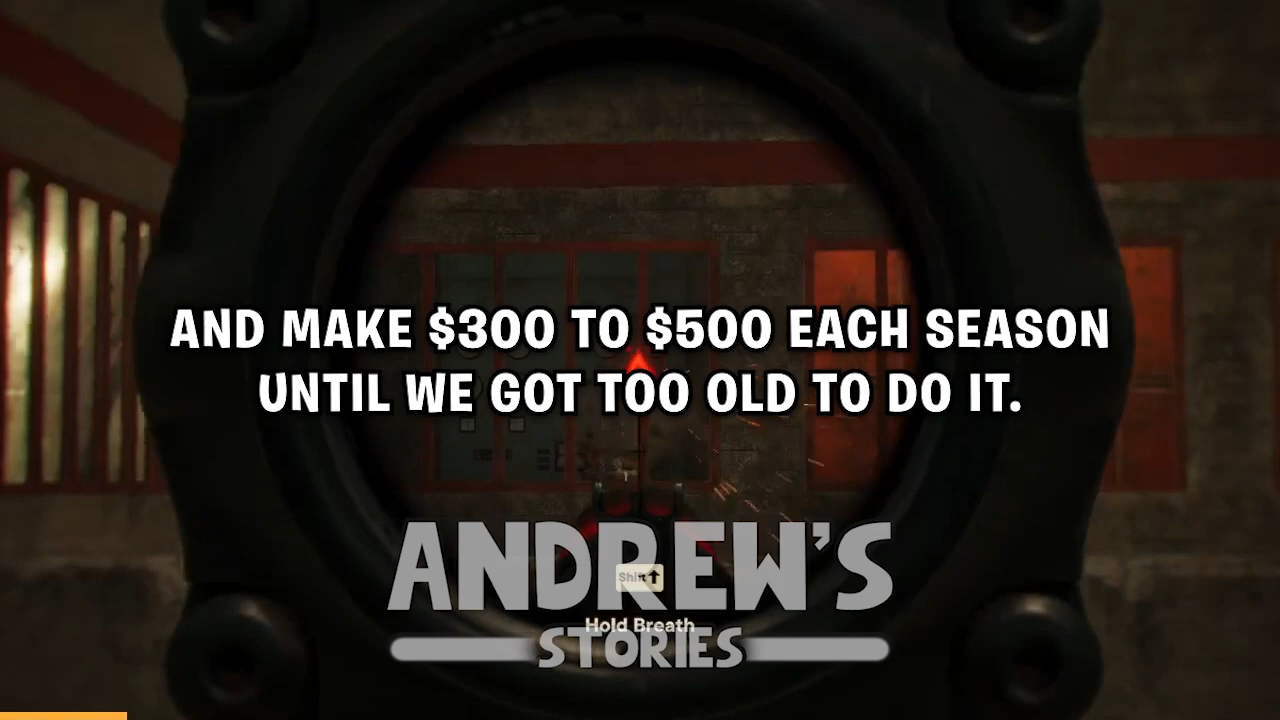 AND MAKE $300 TO $500 EACH SEASON
UNTIL WE GOT TOO OLD TO DO IT.
ANDREW'S
Shift
Hold Breath
STORIES